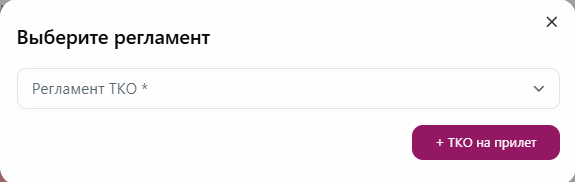 Выберите регламент
Регламент ТКО *
+ ТКО на прилет